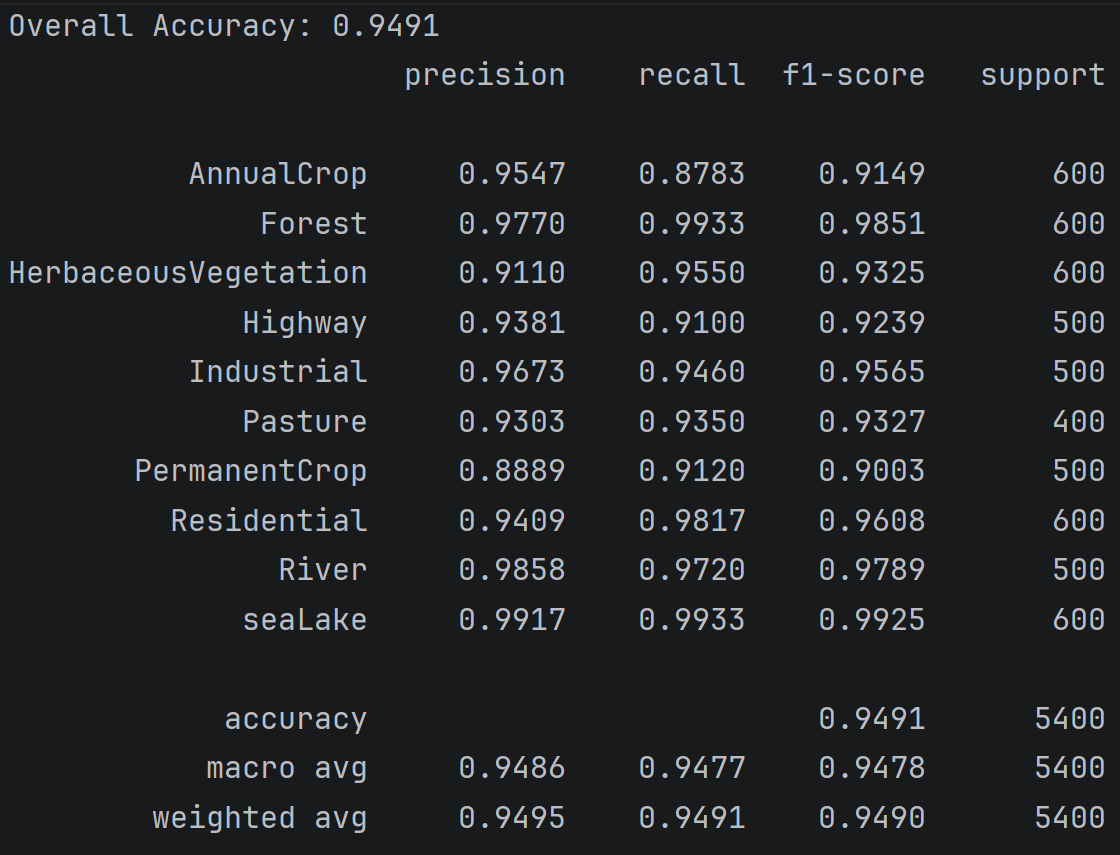 Overall Accuracy: 0.9491
precision recall f1-score support
AnnualCrop 0.9547 0.8783 0.9149 600
Forest 0.9770 0.9933 0.9851 600
HerbaceousVegetation 0.9110 0.9550 0.9325 600
Highway 0.9381 0.9100 0.9239 500
Industrial 0.9673 0.9460 0.9565 500
Pasture 0.9303 0.9350 0.9327 400
PermanentCrop 0.8889 0.9120 0.9003 500
Residential 0.9409 0.9817 0.9608 600
River 0.9858 0.9720 0.9789 500
seaLake 0.9917 0.9933 0.9925 600
accuracy 0.9491 5400
macro avg 0.9486 0.9477 0.9478 5400
weighted avg 0.9495 0.9491 0.9490 5400